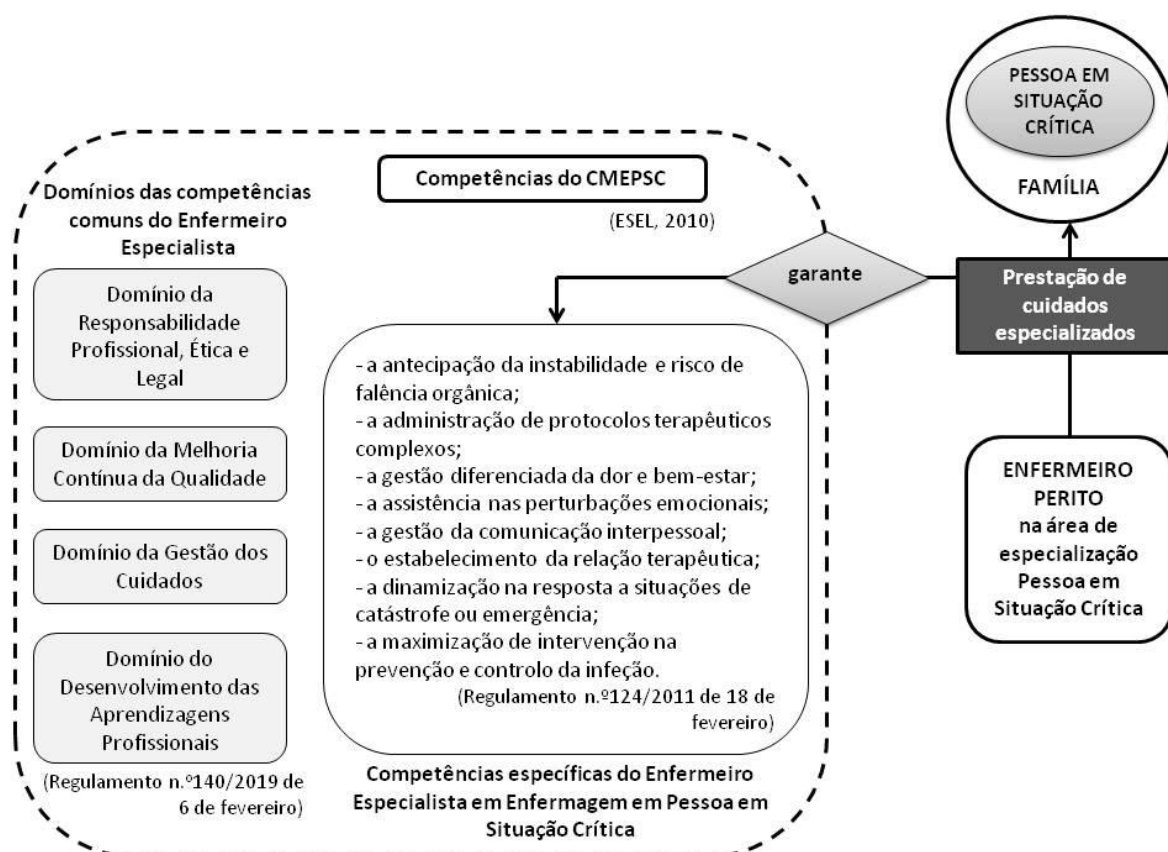 PESSOA EM
SITUAÇÃO
CRÍTICA
FAMÍLIA
Competências do CMEPSC
(ESEL, 2010)
Domínios das competências
comuns do Enfermeiro
Especialista
Domínio da
Responsabilidade
Profissional, Ética e
Legal
Domínio da Melhoria
Contínua da Qualidade
Domínio da Gestão dos
Cuidados
Domínio do
Desenvolvimento das
Aprendizagens
Profissionais
(Regulamento n.º140/2019 de
6 de fevereiro)
garante
- a antecipação da instabilidade e risco de
falência orgânica;
- a administração de protocolos terapêuticos
complexos;
- a gestão diferenciada da dor e bem-estar;
- a assistência nas perturbações emocionais;
- a gestão da comunicação interpessoal;
- o estabelecimento da relação terapêutica;
- a dinamização na resposta a situações de
catástrofe ou emergência;
- a maximização de intervenção na
prevenção e controlo da infeção.
(Regulamento n.º124/2011 de 18 de
fevereiro)
Competências específicas do Enfermeiro
Especialista em Enfermagem em Pessoa em
Situação Crítica
Prestação de
cuidados
especializados
ENFERMEIRO
PERITO
na área de
especialização
Pessoa em
Situação Crítica